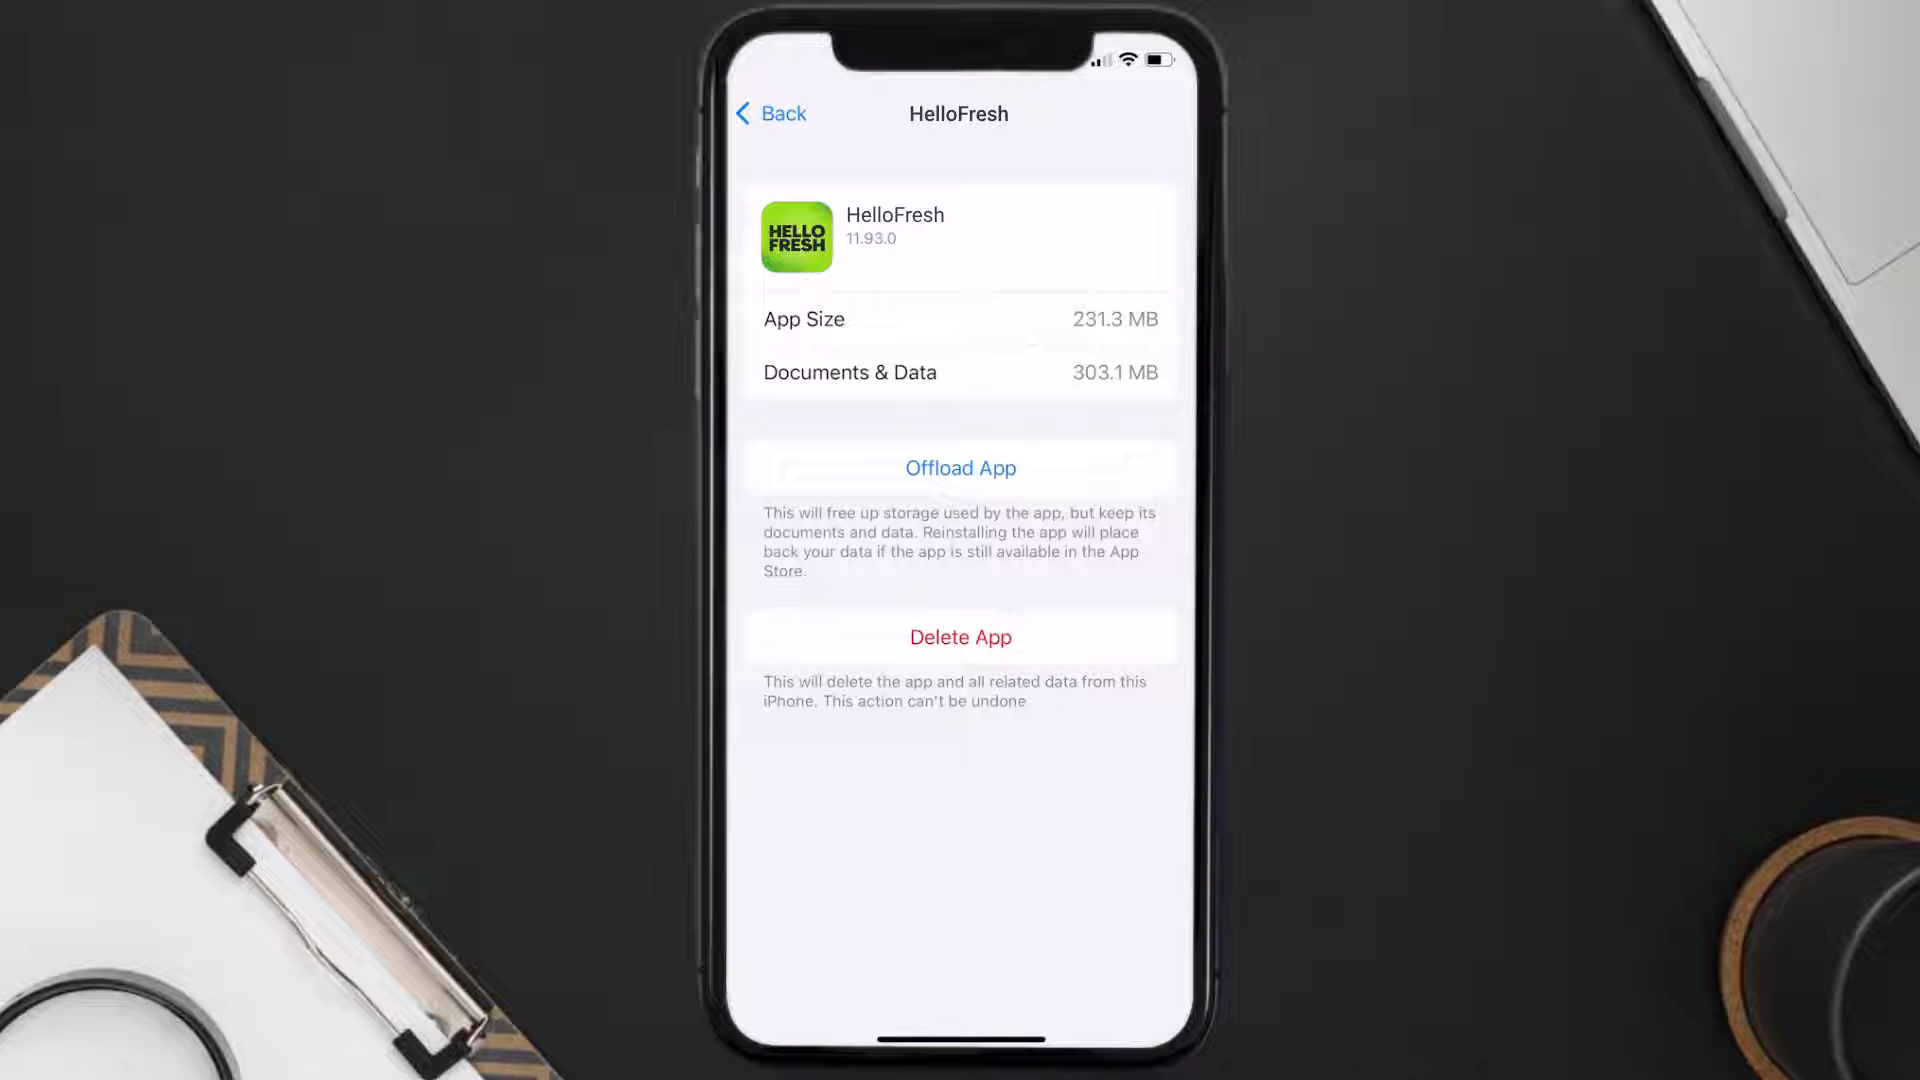 Back
HelloFresh
HELLO
FRESH
HelloFresh
11.93.0
App Size 231.3 MB
Documents & Data 303.1 MB
Offload App
This will free up storage used by the app, but keep its
documents and data. Reinstalling the app will place
back your data if the app is still available in the App
Store.
Delete App
This will delete the app and all related data from this
iPhone. This action can't be undone